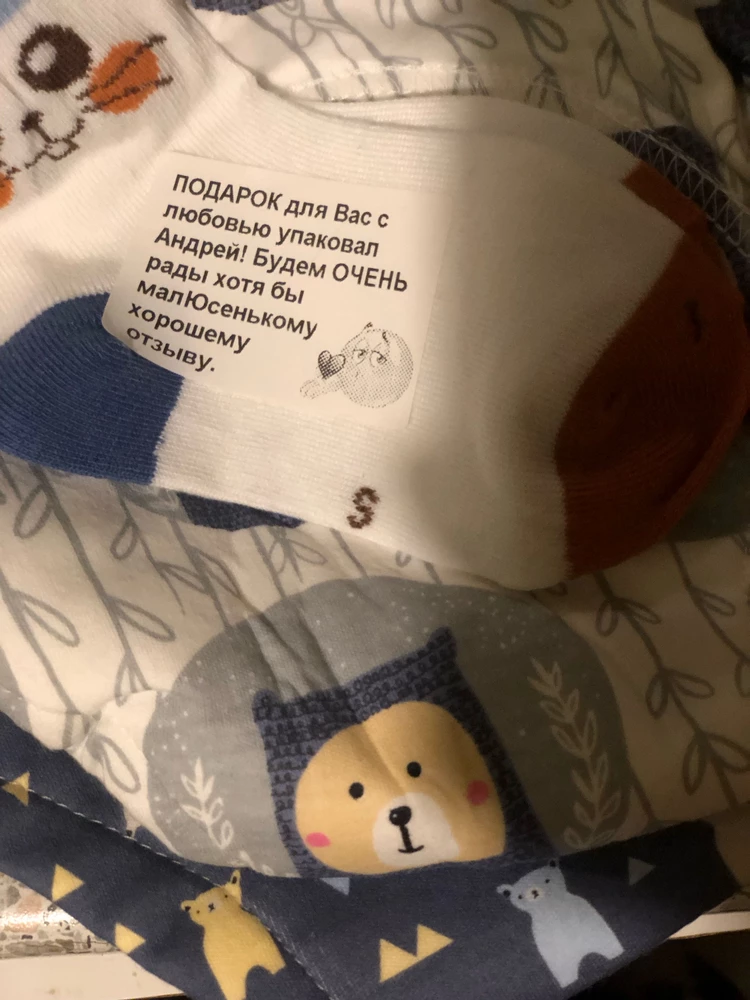 ПОДАРОК для Вас с
любовью упаковал
Андрей! Будем ОЧЕНЬ
рады хотя бы
малЮсенькому
хорошему
отзыву.
S